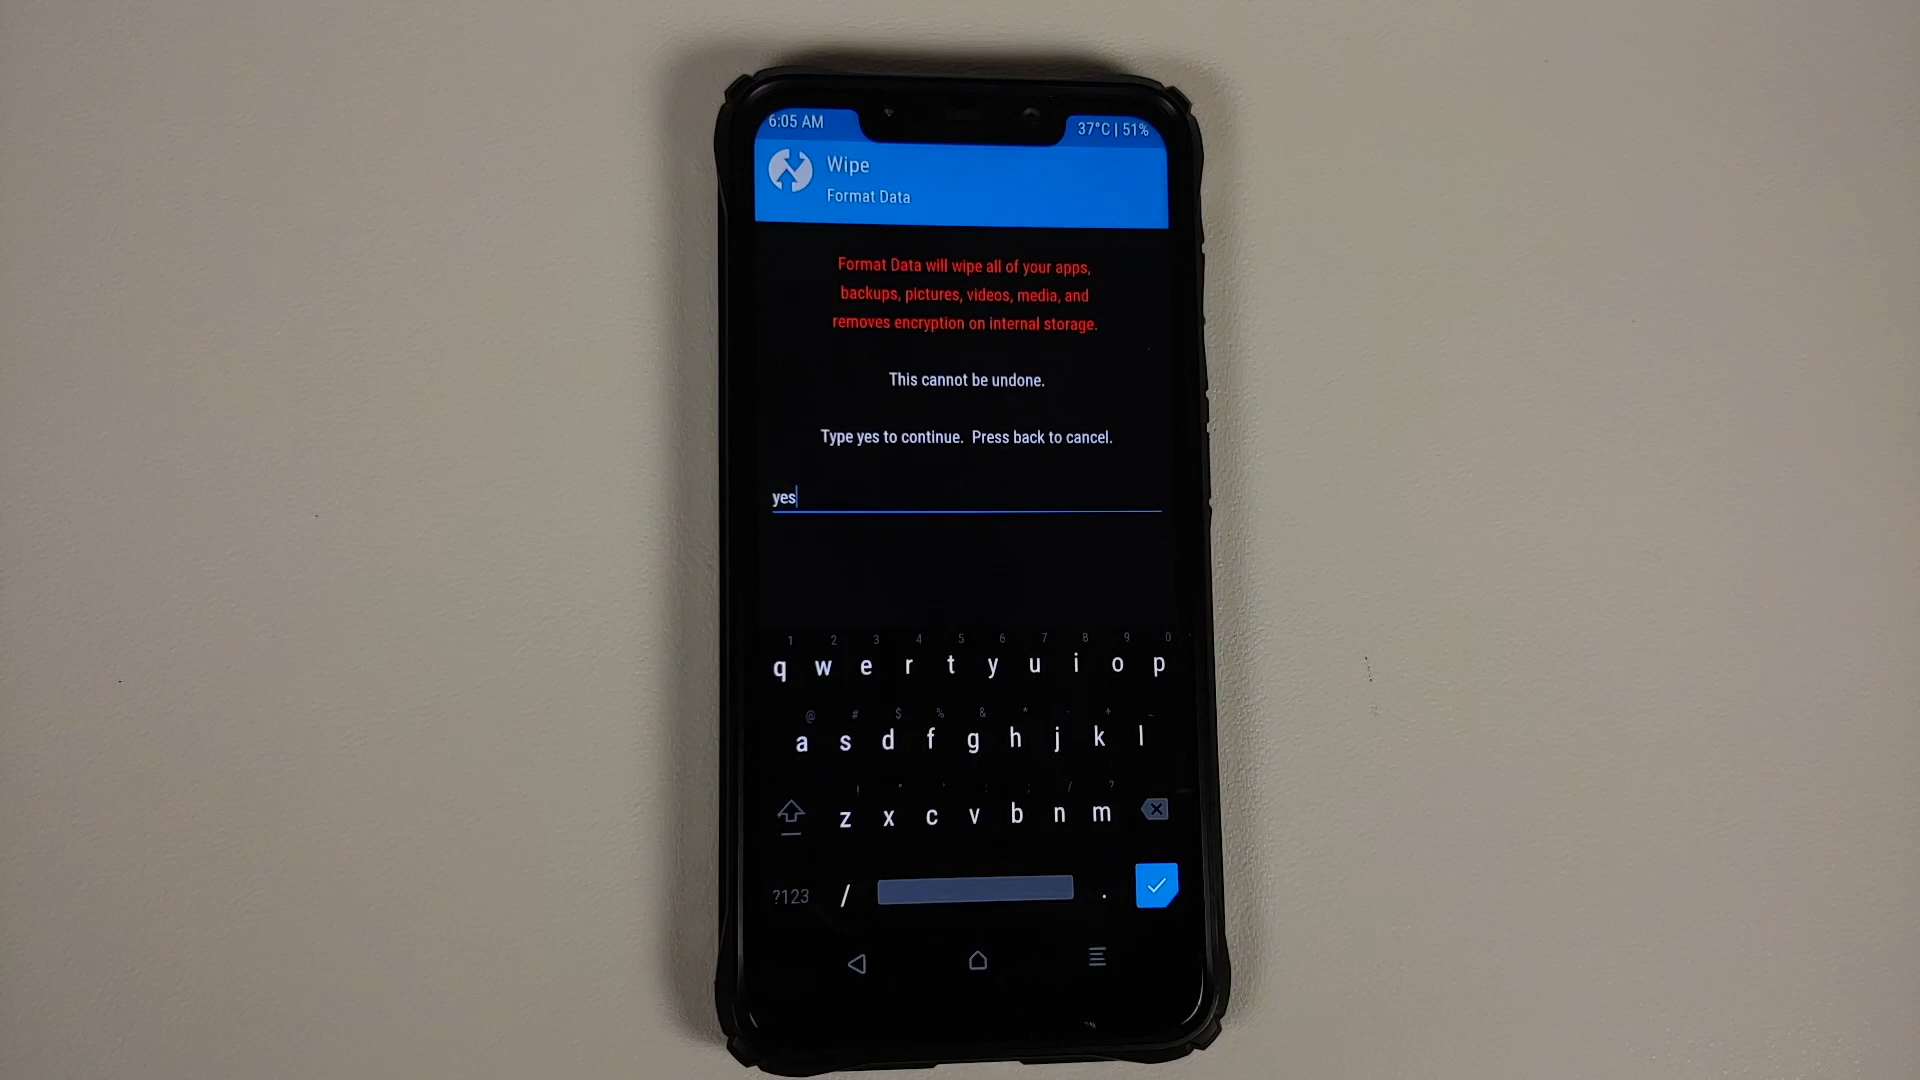 6:05 AM
37°C | 51%
Wipe
Format Data
Format Data will wipe all of your apps,
backups, pictures, videos, media, and
removes encryption on internal storage.
This cannot be undone.
Type yes to continue.  Press back to cancel.
yes
1 2 3 4 5 6 7 8 9 0
q w e r t y u i o p
@ # $ % & * - + _
a s d f g h j k l
! " ' : ; / ?
z x c v b n m
?123 / .